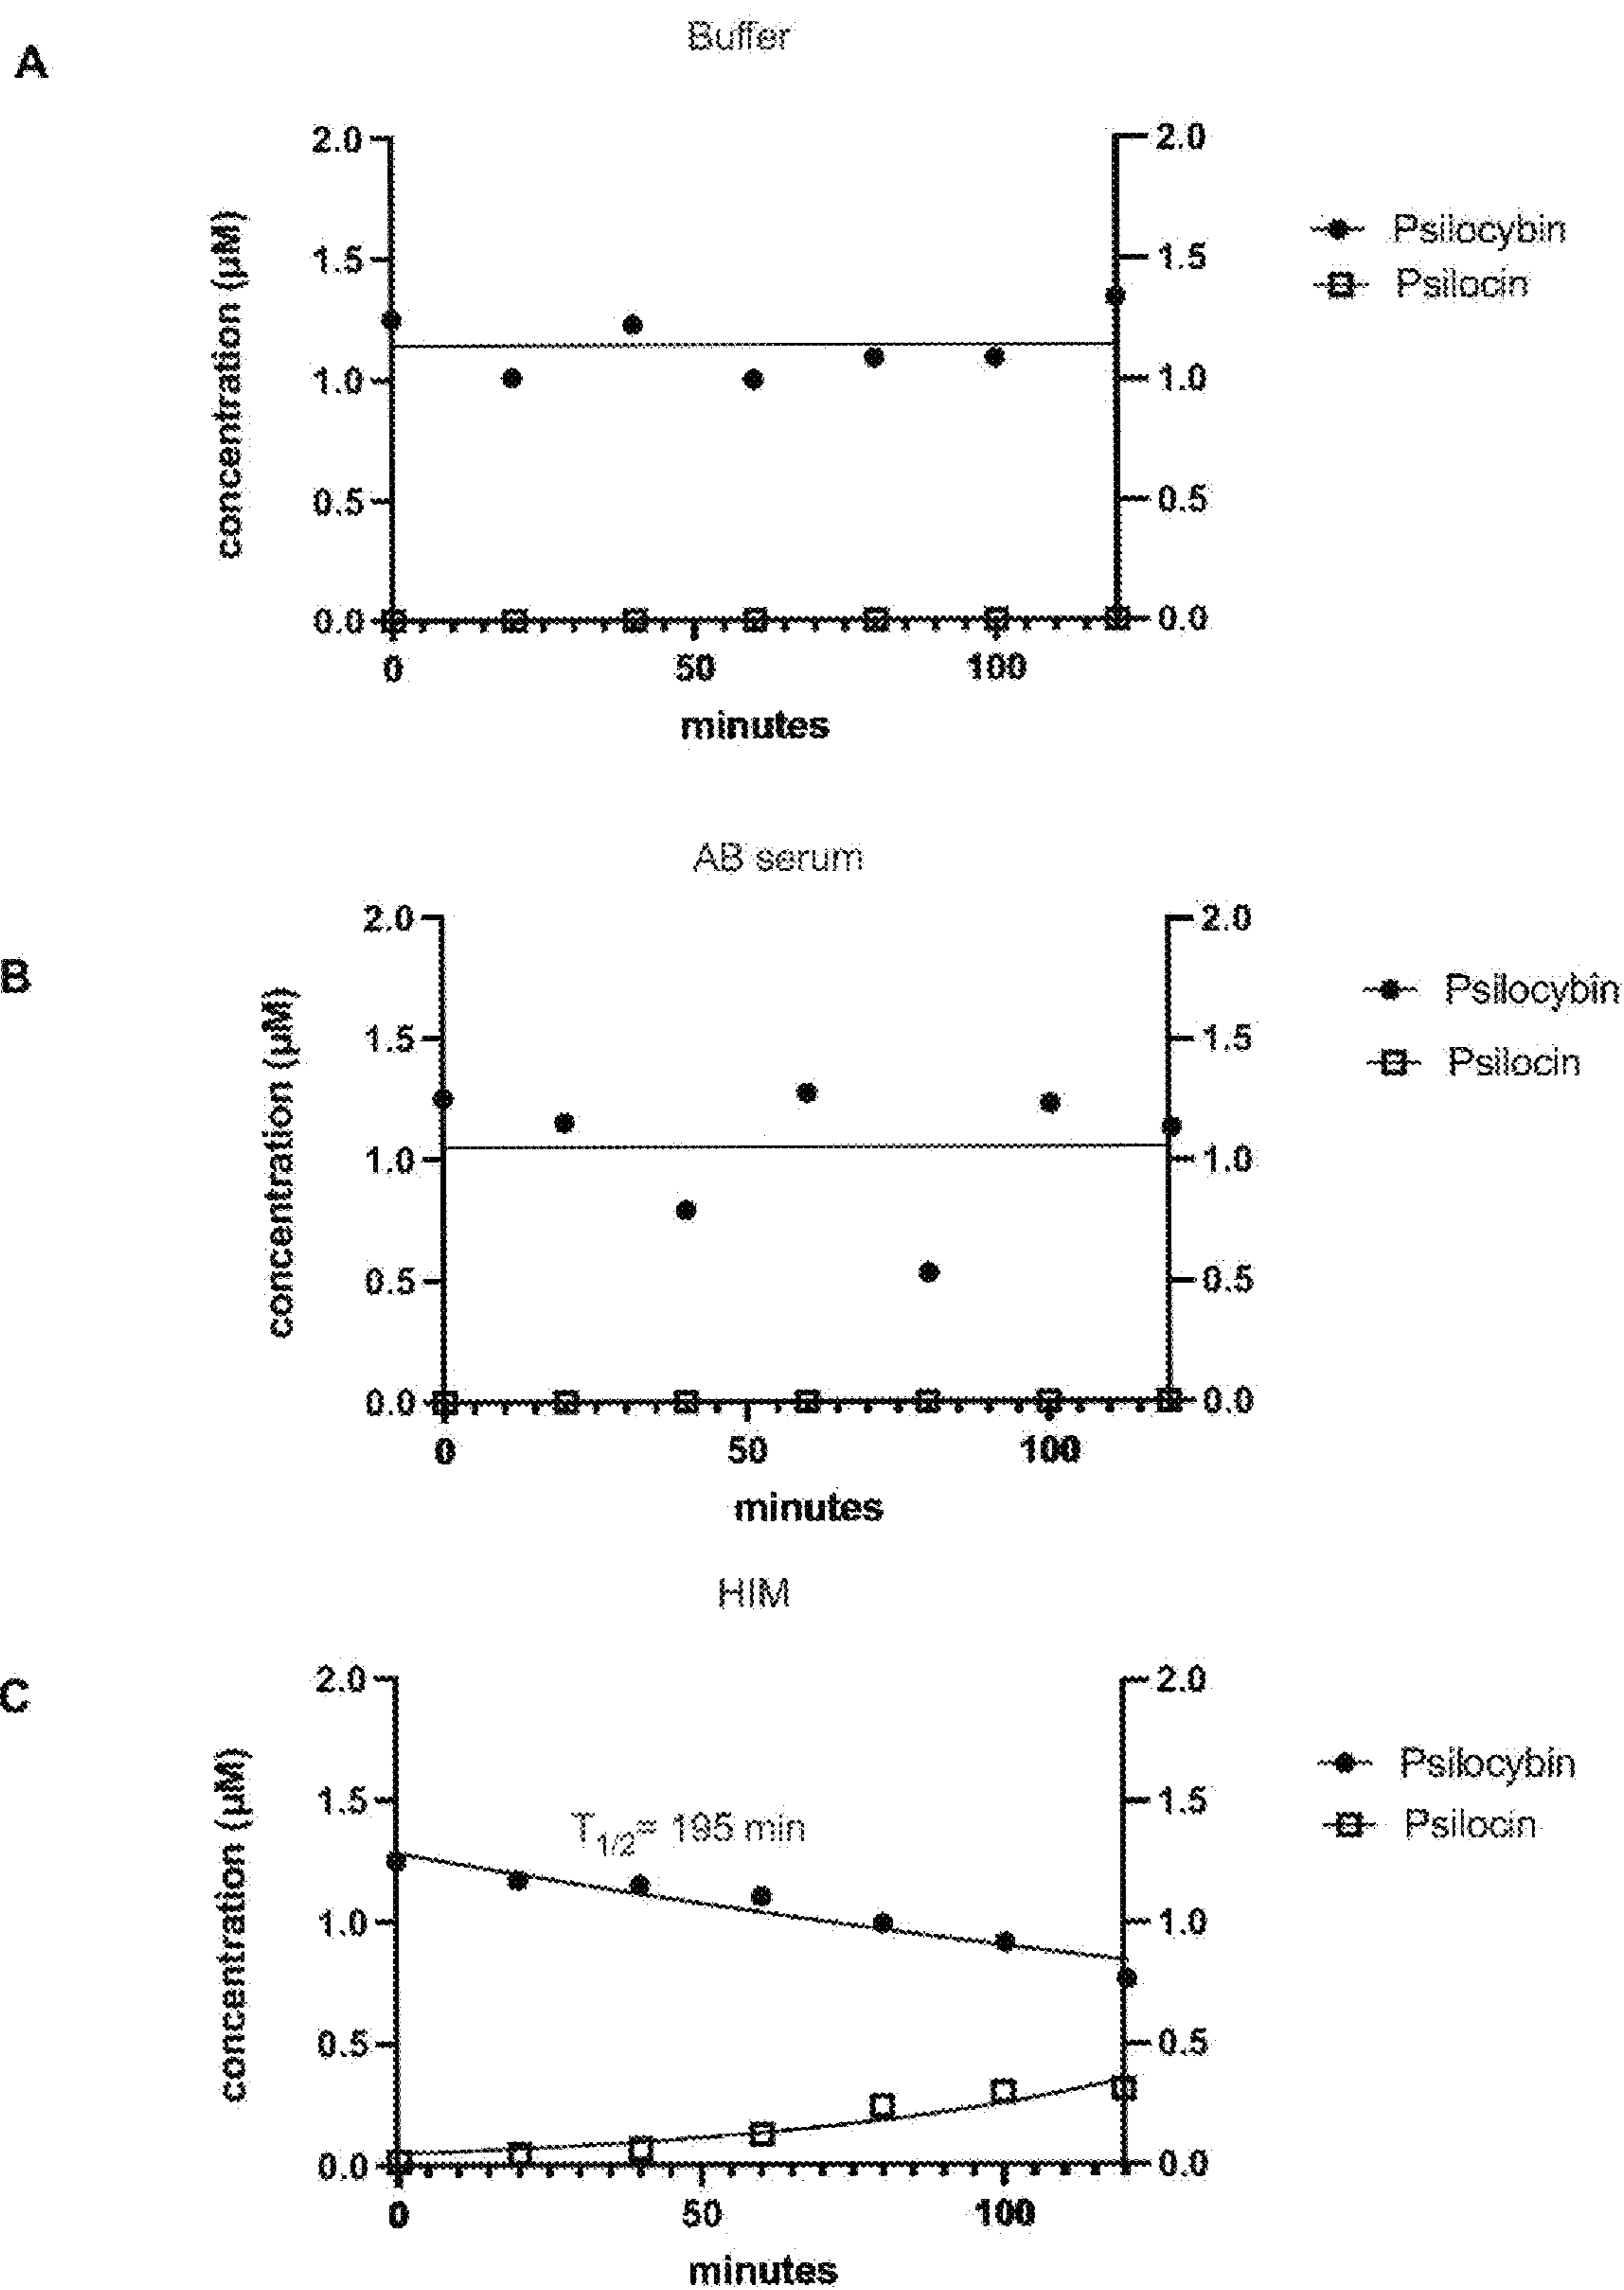 A
Buffer
2.0
2.0
1.5
1.5
1.0
1.0
0.5
0.5
0.0
0.0
0
50
100
minutes
concentration (µM)
Psilocybin
Psilocin
AB serum
B
2.0
2.0
1.5
1.5
1.0
1.0
0.5
0.5
0.0
0.0
0
50
100
minutes
concentration (µM)
Psilocybin
Psilocin
HIM
C
2.0
2.0
1.5
1.5
1.0
1.0
0.5
0.5
0.0
0.0
0
50
100
minutes
concentration (µM)
T1/2= 195 min
Psilocybin
Psilocin